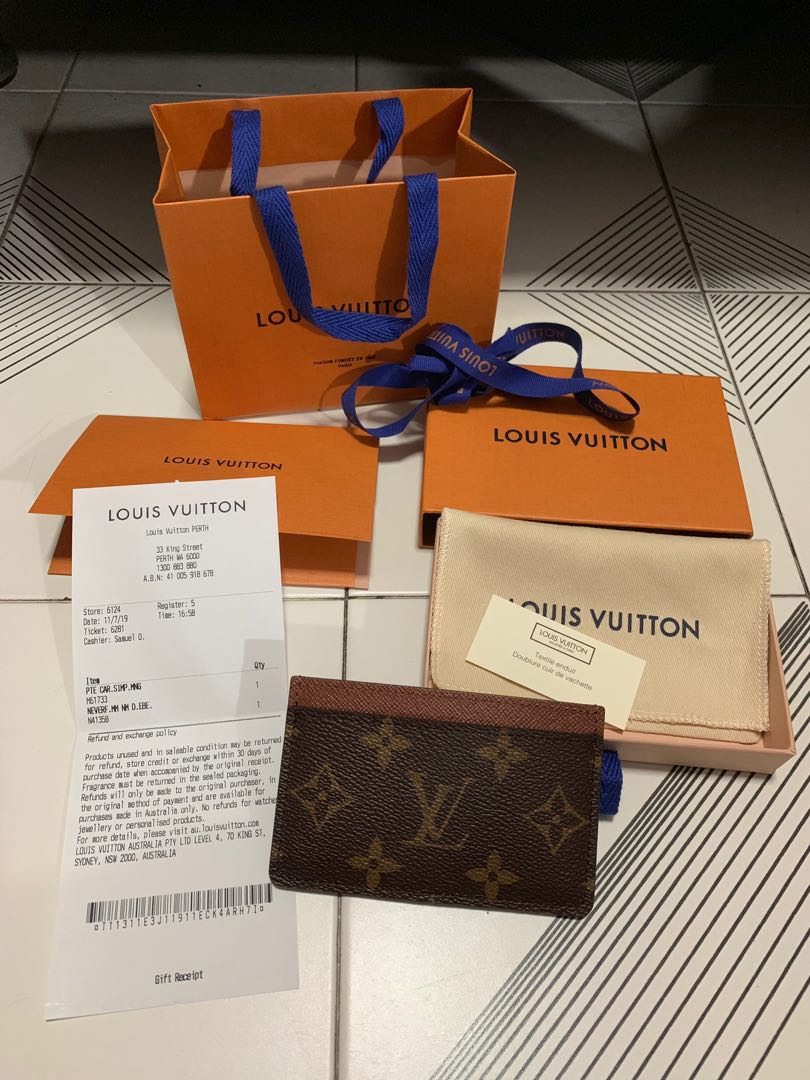 LOUIS VUITTON
MAISON FONDÉE EN 1854
PARIS
LOUIS VUITTON
LOUIS VUITTON
LOUIS
LOUIS VUITTON
LOUIS VUITTON
LOUIS VUITTON
Louis Vuitton PERTH
33 King Street
PERTH WA 6000
1300 883 880
A.B.N: 41 005 918 678
Store: 6124 Register: 5
Date: 11/7/19 Time: 16:58
Ticket: 6281
Cashier: Samuel O.
Item Qty
PTE CAR.SIMP.MNG 1
M61733
NEVERF.MM NM D.EBE. 1
N41358
Refund and exchange policy
Products unused and in saleable condition may be returned
for refund, store credit or exchange within 30 days of
purchase date when accompanied by the original receipt.
Fragrance must be returned in the sealed packaging.
Refunds will only be made to the original purchaser, in
the original method of payment and are available for
purchases made in Australia only. No refunds for watches
jewellery or personalised products.
For more details, please visit au.louisvuitton.com
LOUIS VUITTON AUSTRALIA PTY LTD LEVEL 4, 70 KING ST,
SYDNEY, NSW 2000, AUSTRALIA
¤T11311E3J11911ECK4ARH7I¤
Gift Receipt
LOUIS VUITTON
LOUIS VUITTON
Textile enduit
Doublure cuir de vachette
LV